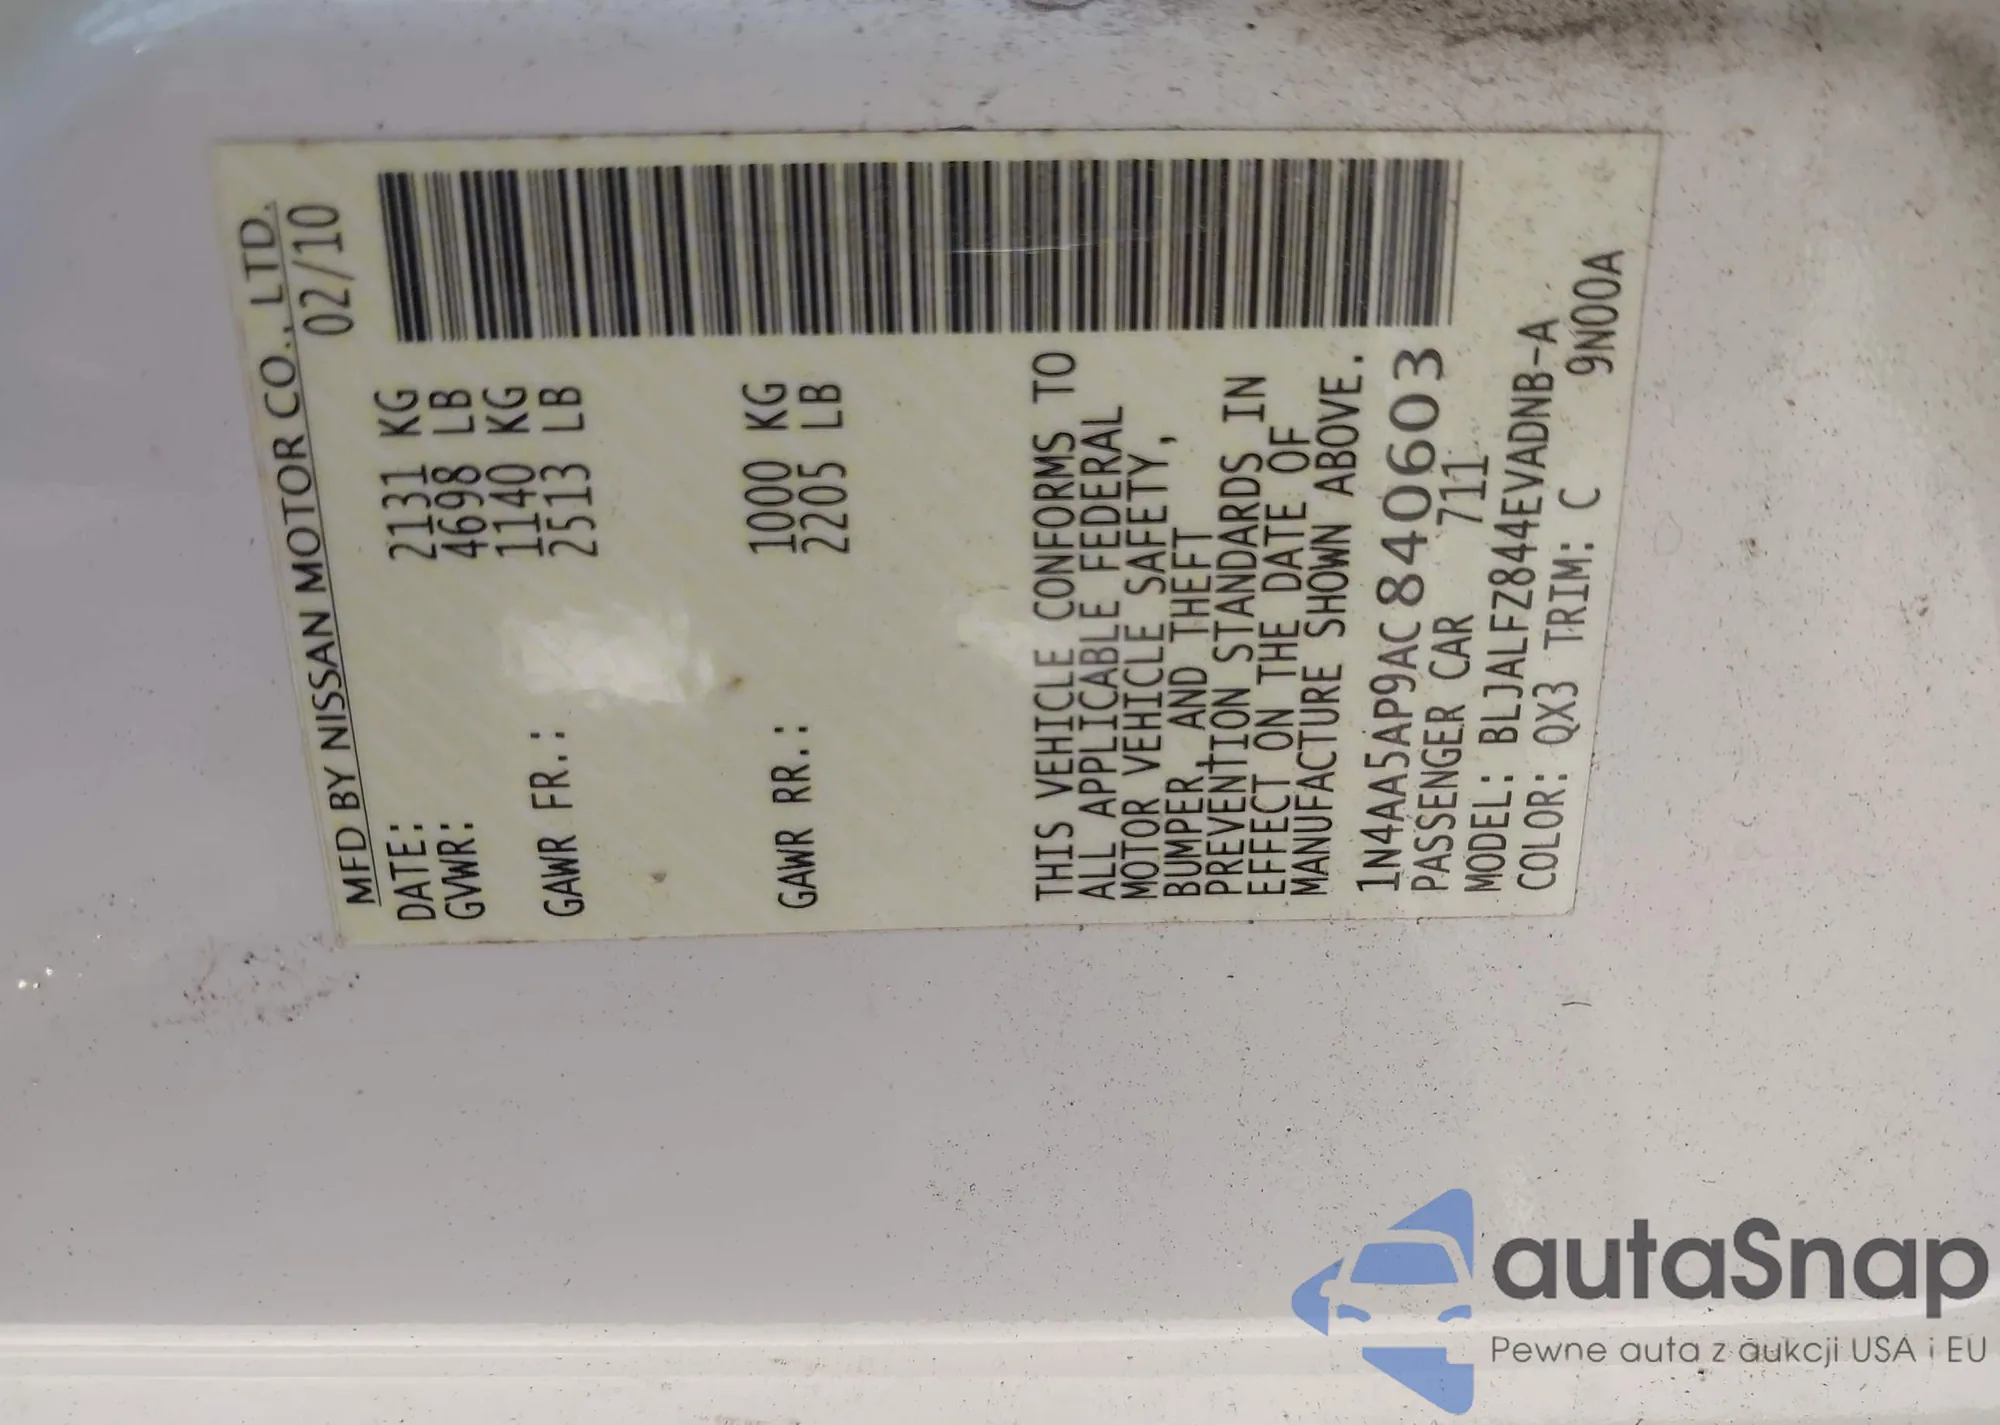 MFD BY NISSAN MOTOR CO., LTD.
DATE: 02/10
GVWR: 2131 KG
4698 LB
GAWR FR.: 1140 KG
2513 LB
GAWR RR.: 1000 KG
2205 LB
THIS VEHICLE CONFORMS TO
ALL APPLICABLE FEDERAL
MOTOR VEHICLE SAFETY,
BUMPER, AND THEFT
PREVENTION STANDARDS IN
EFFECT ON THE DATE OF
MANUFACTURE SHOWN ABOVE.
1N4AA5AP9AC840603
PASSENGER CAR 711
MODEL: BLJALFZ844EVADNB-A
COLOR: QX3 TRIM: C 9N00A
autaSnap
Pewne auta z aukcji USA i EU